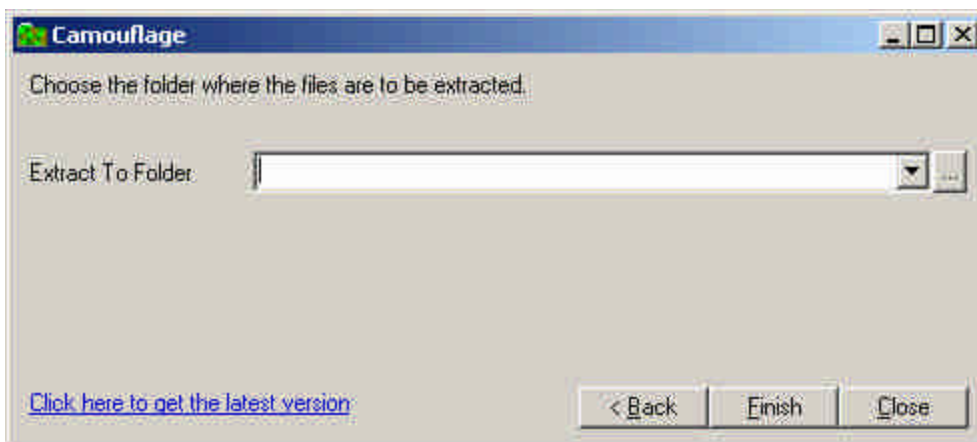 Camouflage
Choose the folder where the files are to be extracted.
Extract To Folder
...
Click here to get the latest version
< Back Finish Close